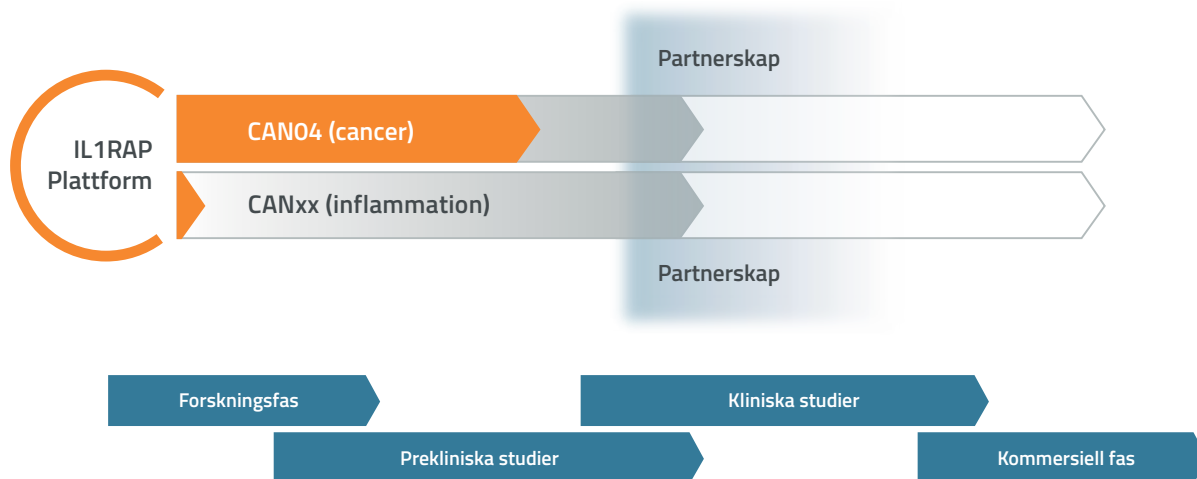 Partnerskap
IL1RAP
Plattform
CAN04 (cancer)
CANxx (inflammation)
Partnerskap
Forskningsfas
Kliniska studier
Prekliniska studier
Kommersiell fas